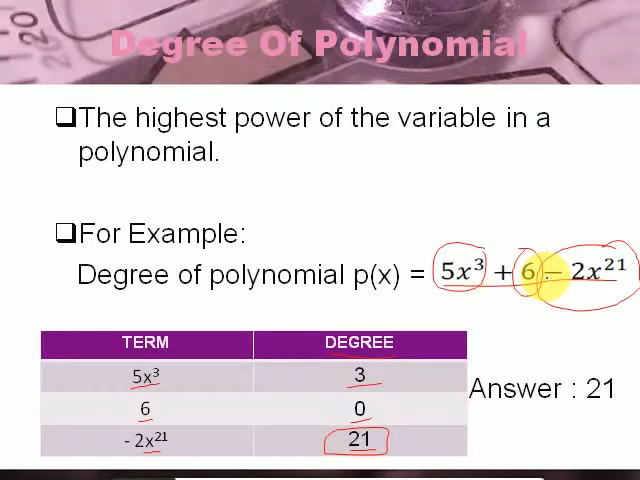 Degree Of Polynomial
❑The highest power of the variable in a
polynomial.
❑For Example:
Degree of polynomial p(x) = 5x³ + 6 − 2x²¹
TERM DEGREE
5x³ 3
6 0
- 2x²¹ 21
Answer : 21